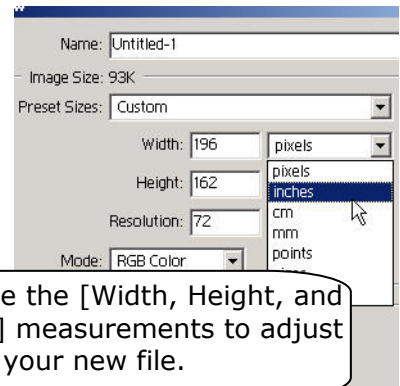 Name: Untitled-1
Image Size: 93K
Preset Sizes: Custom
Width: 196 pixels
pixels
Height: 162
inches
cm
Resolution: 72
mm
Mode: RGB Color
points
the [Width, Height, and
] measurements to adjust
your new file.